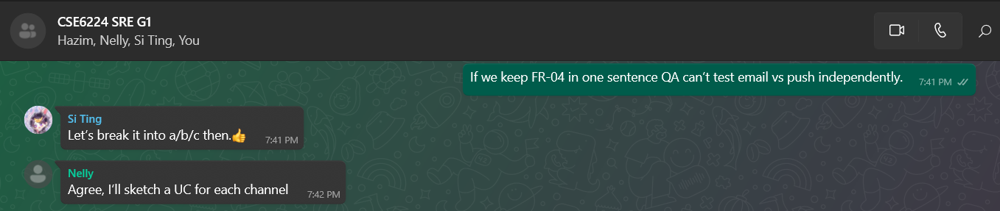 CSE6224 SRE G1
Hazim, Nelly, Si Ting, You
If we keep FR-04 in one sentence QA can’t test email vs push independently. 7:41 PM
Si Ting
Let’s break it into a/b/c then.👍 7:41 PM
Nelly
Agree, I’ll sketch a UC for each channel 7:42 PM